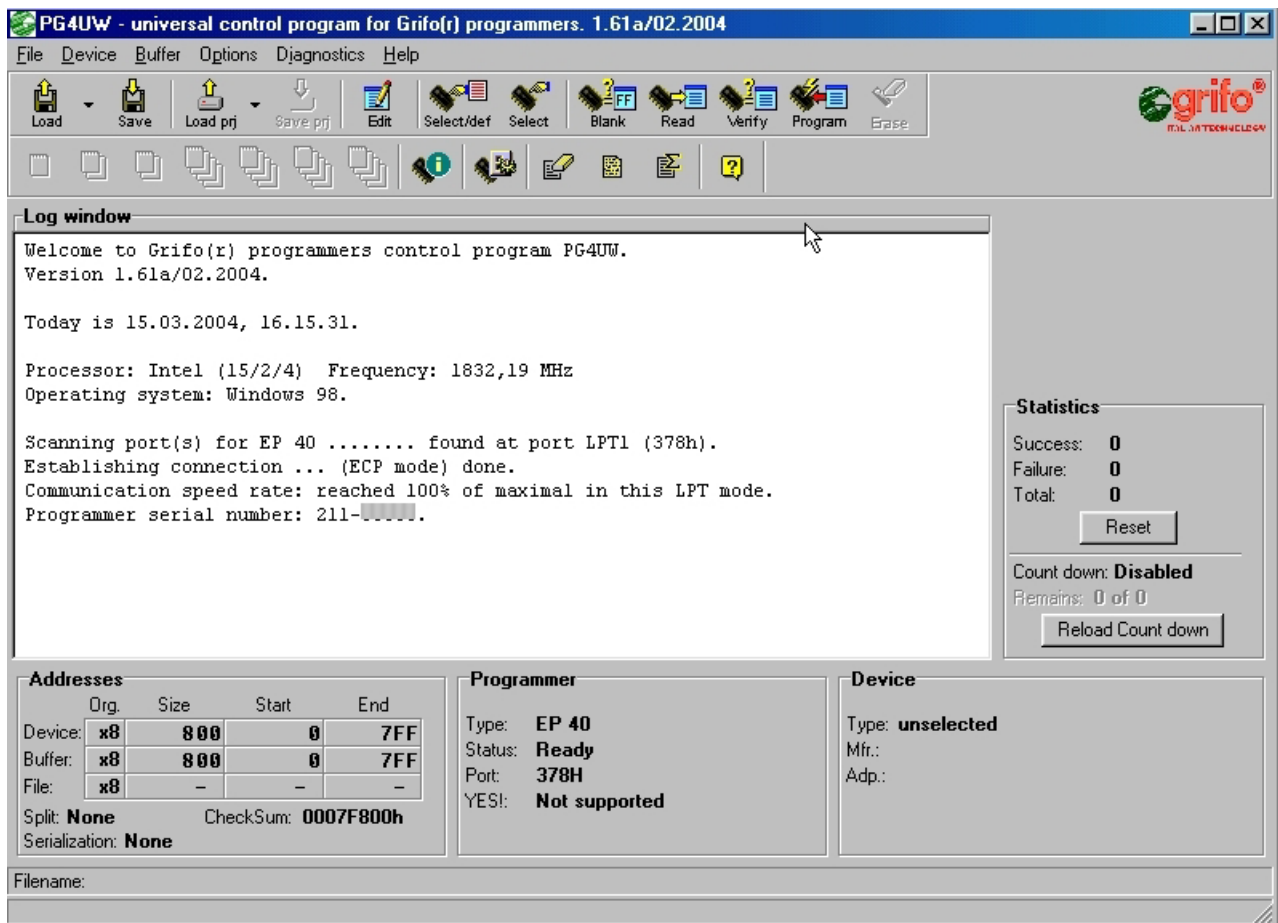 PG4UW - universal control program for Grifo(r) programmers. 1.61a/02.2004
File Device Buffer Options Diagnostics Help
Load Save Load prj Save prj Edit Select/def Select Blank Read Verify Program Erase
grifo®
ITALIAN TECHNOLOGY
Log window
Welcome to Grifo(r) programmers control program PG4UW.
Version 1.61a/02.2004.
Today is 15.03.2004, 16.15.31.
Processor: Intel (15/2/4) Frequency: 1832,19 MHz
Operating system: Windows 98.
Scanning port(s) for EP 40 ........ found at port LPT1 (378h).
Establishing connection ... (ECP mode) done.
Communication speed rate: reached 100% of maximal in this LPT mode.
Programmer serial number: 211-
Statistics
Success: 0
Failure: 0
Total: 0
Reset
Count down: Disabled
Remains: 0 of 0
Reload Count down
Addresses
Org. Size Start End
Device: x8 800 0 7FF
Buffer: x8 800 0 7FF
File: x8 – – –
Split: None CheckSum: 0007F800h
Serialization: None
Programmer
Type: EP 40
Status: Ready
Port: 378H
YES!: Not supported
Device
Type: unselected
Mfr.:
Adp.:
Filename: